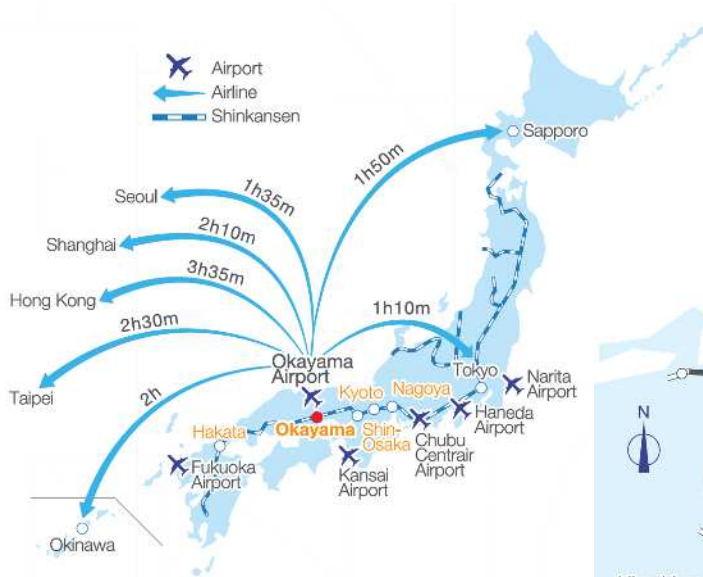 Airport
Airline
Shinkansen
Sapporo
1h50m
Seoul
1h35m
Shanghai
2h10m
Hong Kong
3h35m
Taipei
2h30m
2h
1h10m
Okayama
Airport
Tokyo
Narita
Airport
Haneda
Airport
Kyoto
Nagoya
Hakata
Okayama
Shin-
Osaka
Chubu
Centrair
Airport
Fukuoka
Airport
Kansai
Airport
Okinawa
N